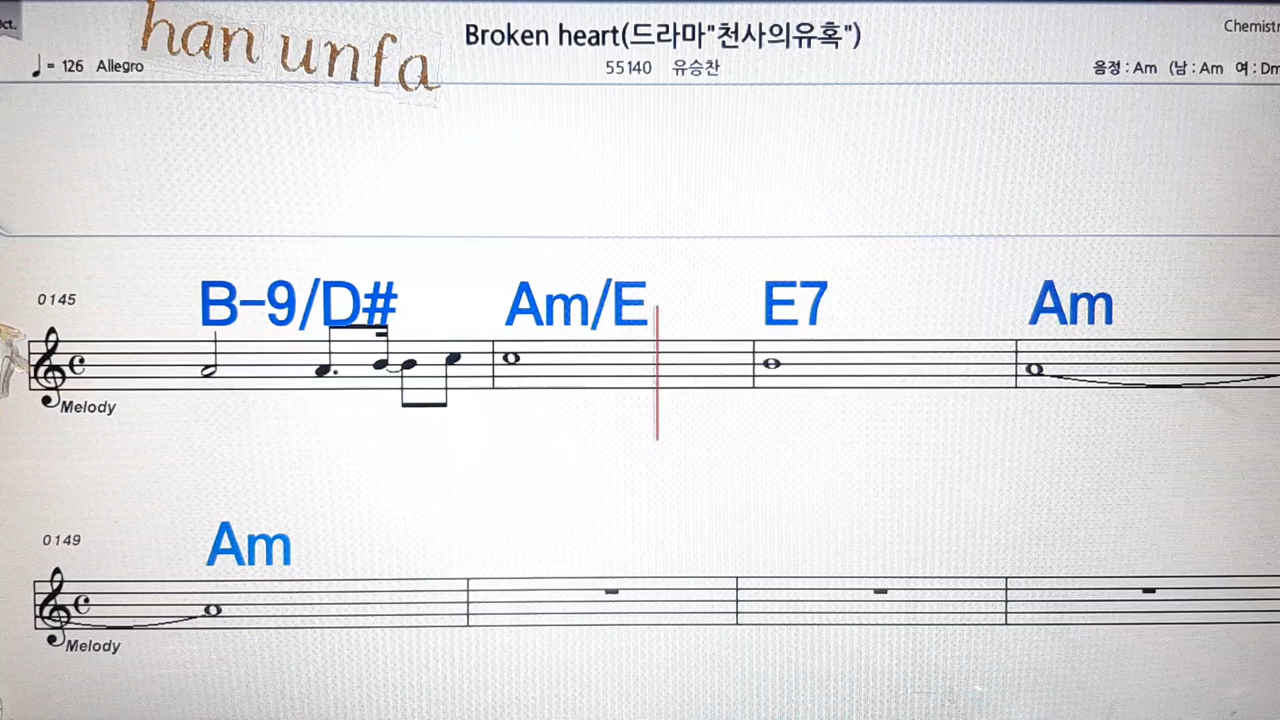 ct.
han unfa
Broken heart(드라마"천사의유혹")
Chemistr
♩= 126 Allegro
55140 유승찬
음정 : Am (남 : Am 여 : Dm
0145
B-9/D# Am/E E7 Am
Melody
0149
Am
Melody